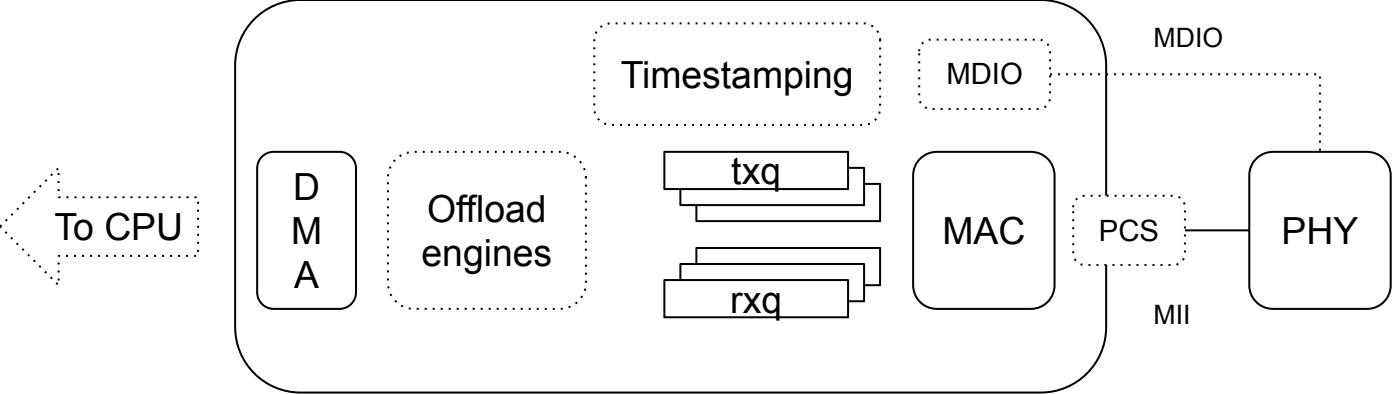 MDIO
Timestamping
MDIO
D
M
A
Offload
engines
txq
To CPU
MAC
PCS
PHY
rxq
MII